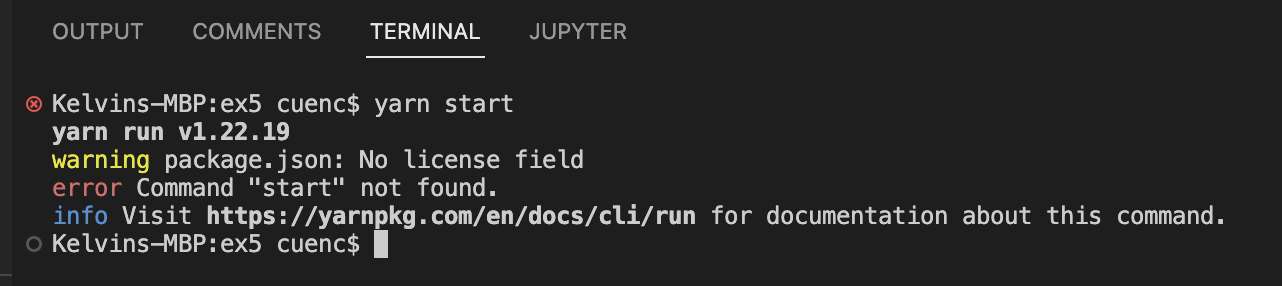 OUTPUT COMMENTS TERMINAL JUPYTER
Kelvins-MBP:ex5 cuenc$ yarn start
yarn run v1.22.19
warning package.json: No license field
error Command "start" not found.
info Visit https://yarnpkg.com/en/docs/cli/run for documentation about this command.
Kelvins-MBP:ex5 cuenc$